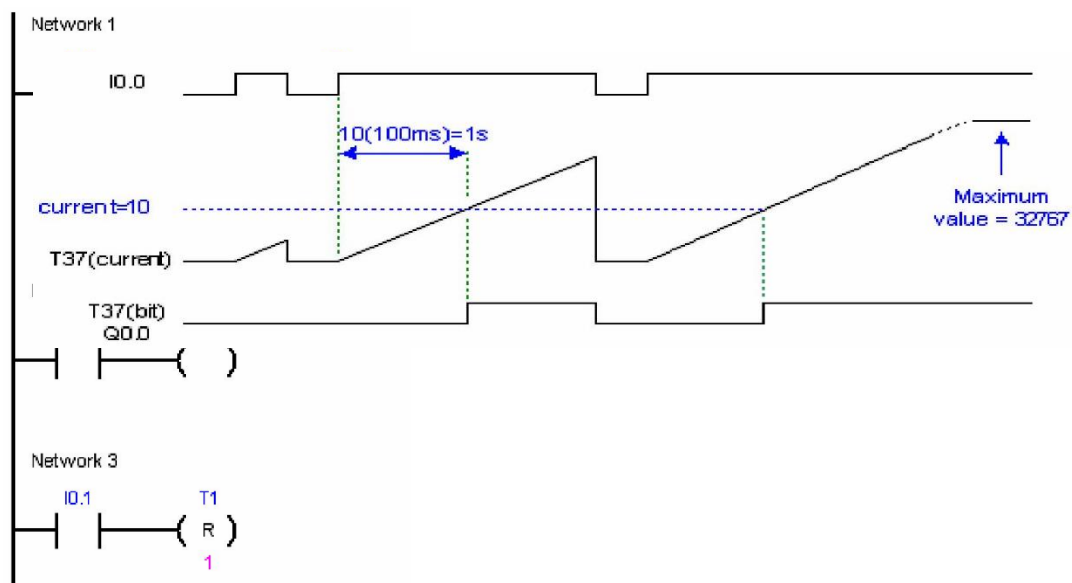 Network 1
I0.0
10(100ms)=1s
current=10
Maximum
value = 32767
T37(current)
T37(bit)
Q0.0
( )
Network 3
I0.1
T1
( R )
1